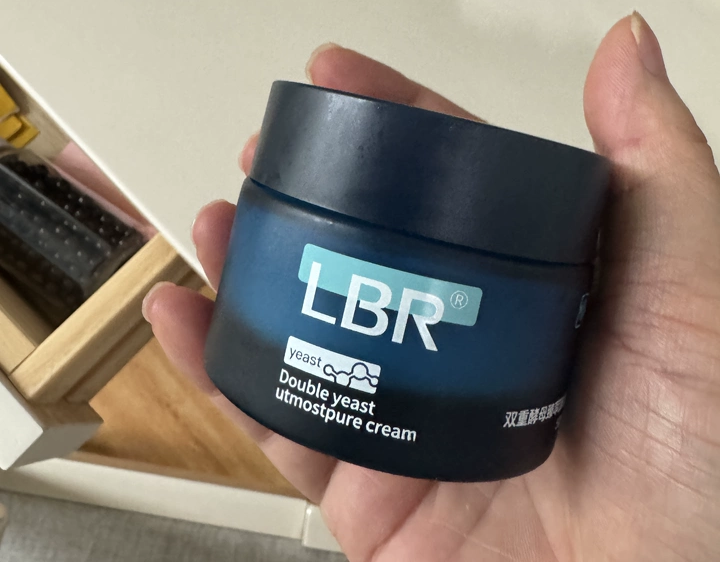 LBR®
yeast
Double yeast
utmostpure cream
双重酵母